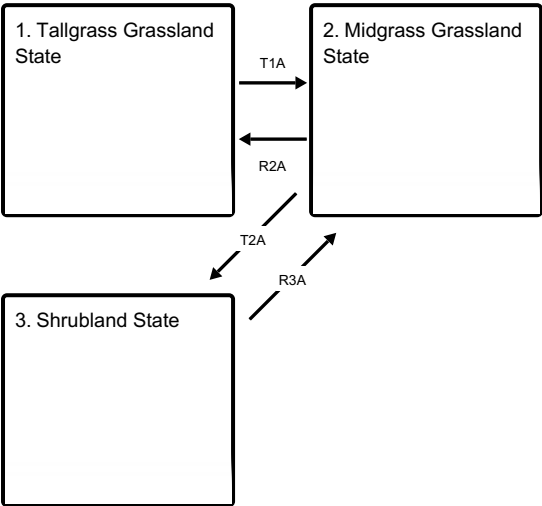 1. Tallgrass Grassland
State
2. Midgrass Grassland
State
T1A
R2A
T2A
R3A
3. Shrubland State